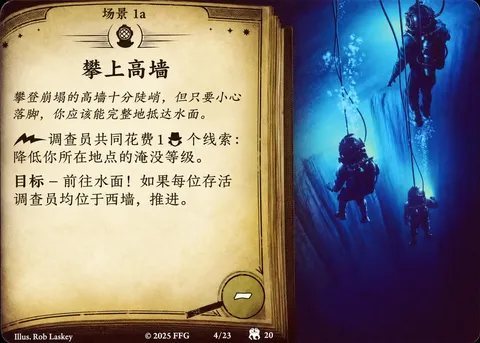 场景 1a
攀上高墙
攀登崩塌的高墙十分陡峭，但只要小心
落脚，你应该能完整地抵达水面。
调查员共同花费 1 个线索：
降低你所在地点的淹没等级。
目标 – 前往水面！如果每位存活
调查员均位于西墙，推进。
–
Illus. Rob Laskey
© 2025 FFG
4/23
20